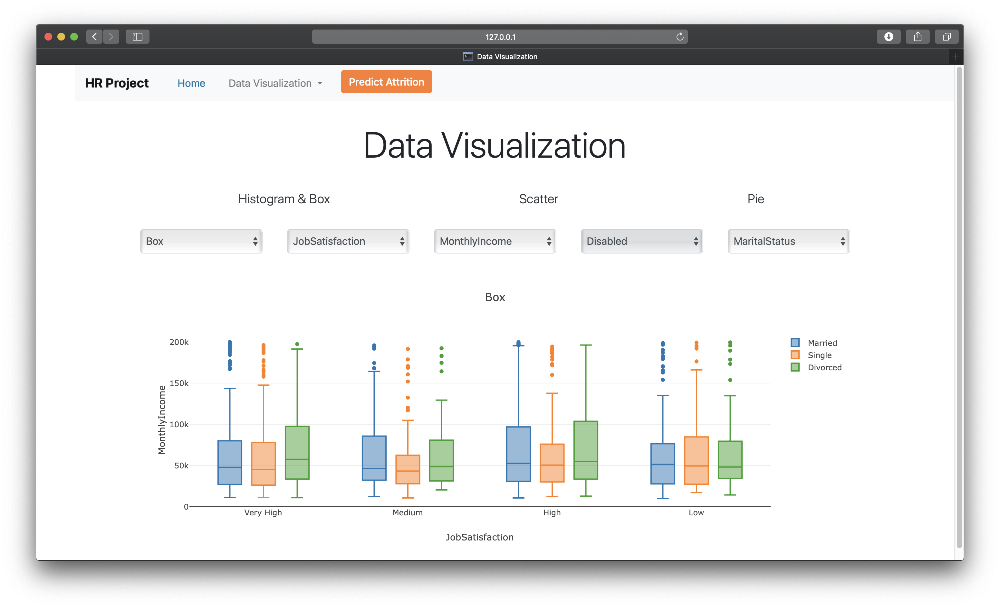 127.0.0.1
Data Visualization
HR Project Home Data Visualization Predict Attrition
Data Visualization
Histogram & Box Scatter Pie
Box JobSatisfaction MonthlyIncome Disabled MaritalStatus
Box
MonthlyIncome
200k
150k
100k
50k
0
Married
Single
Divorced
Very High Medium High Low
JobSatisfaction